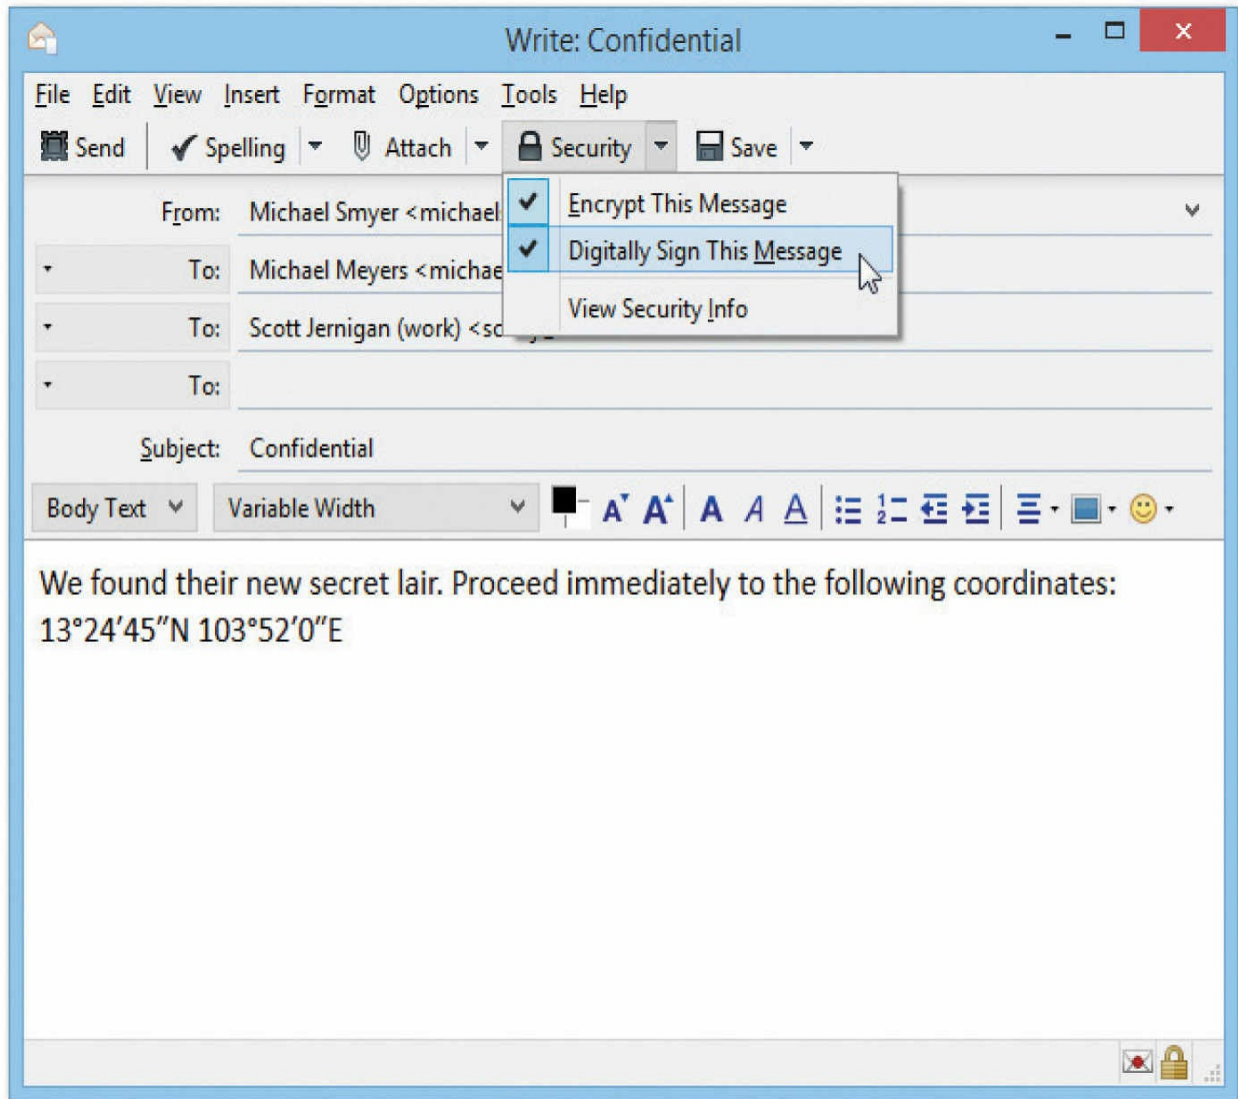 Write: Confidential
File Edit View Insert Format Options Tools Help
Send Spelling Attach Security Save
Encrypt This Message
From: Michael Smyer <michael
Digitally Sign This Message
To: Michael Meyers <michae
View Security Info
To: Scott Jernigan (work) <sc
To:
Subject: Confidential
Body Text Variable Width
We found their new secret lair. Proceed immediately to the following coordinates:
13°24′45″N 103°52′0″E